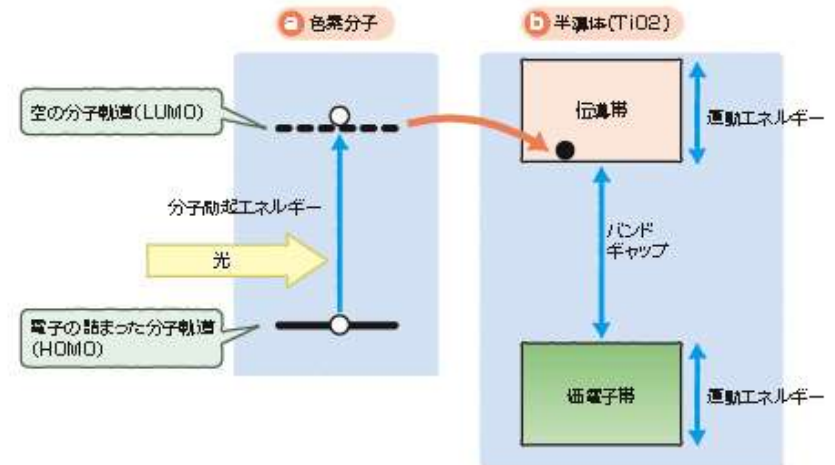 a 色素分子
b 半導体(TiO2)
空の分子軌道(LUMO)
伝導帯
運動エネルギー
分子励起エネルギー
バンド
ギャップ
光
電子の詰まった分子軌道
(HOMO)
価電子帯
運動エネルギー